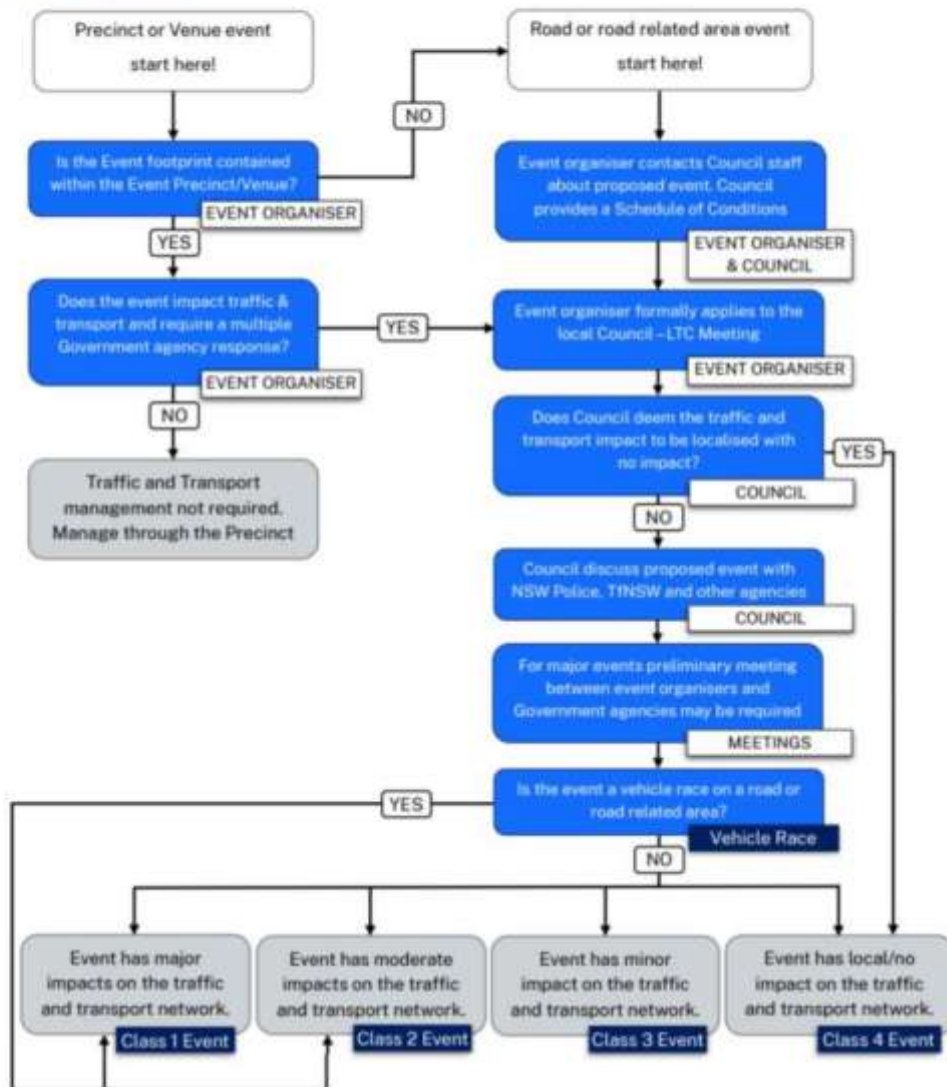 Precinct or Venue event
start here!
Road or road related area event
start here!
NO
Is the Event footprint contained
within the Event Precinct/Venue?
EVENT ORGANISER
YES
Event organiser contacts Council staff
about proposed event. Council
provides a Schedule of Conditions
EVENT ORGANISER
& COUNCIL
Does the event impact traffic &
transport and require a multiple
Government agency response?
EVENT ORGANISER
YES
NO
Event organiser formally applies to the
local Council – LTC Meeting
EVENT ORGANISER
Traffic and Transport
management not required.
Manage through the Precinct
Does Council deem the traffic and
transport impact to be localised with
no impact?
COUNCIL
YES
NO
Council discuss proposed event with
NSW Police, TfNSW and other agencies
COUNCIL
For major events preliminary meeting
between event organisers and
Government agencies may be required
MEETINGS
Is the event a vehicle race on a road or
road related area?
Vehicle Race
YES
NO
Event has major
impacts on the traffic
and transport network.
Class 1 Event
Event has moderate
impacts on the traffic
and transport network.
Class 2 Event
Event has minor
impact on the traffic
and transport network.
Class 3 Event
Event has local/no
impact on the traffic
and transport network.
Class 4 Event